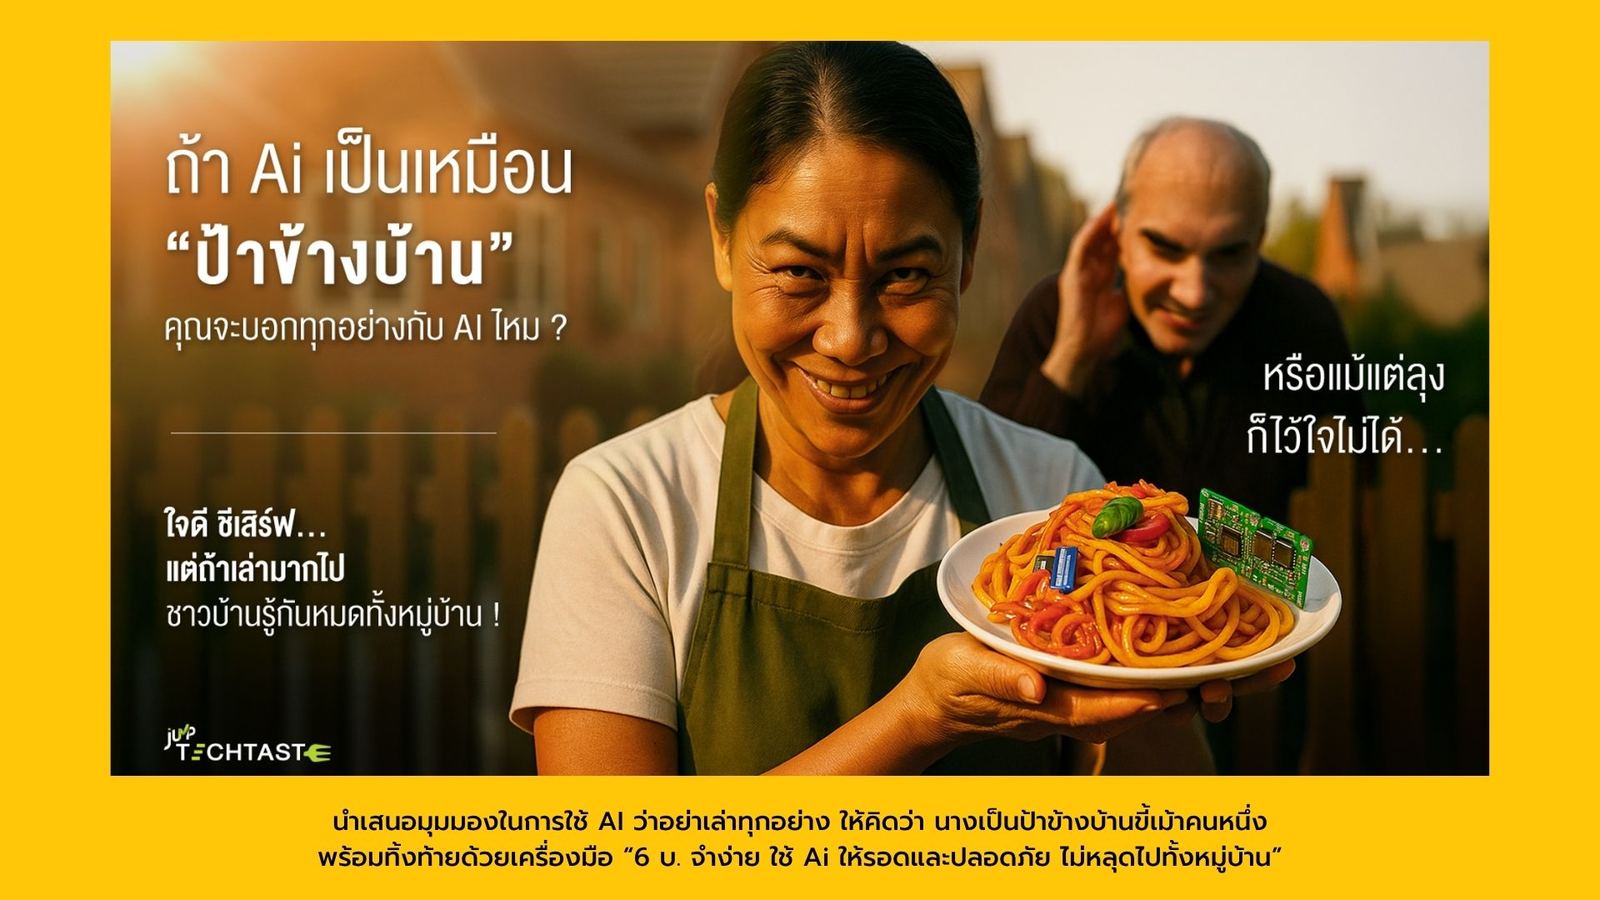 ถ้า Ai เป็นเหมือน
“ป้าข้างบ้าน”
คุณจะบอกทุกอย่างกับ AI ไหม ?
หรือแม้แต่ลุง
ก็ไว้ใจไม่ได้...
ใจดี ชีเสิร์ฟ...
แต่ถ้าเล่ามากไป
ชาวบ้านรู้กันหมดทั้งหมู่บ้าน !
JUMP
TECHTASTE
นำเสนอมุมมองในการใช้ AI ว่าอย่าเล่าทุกอย่าง ให้คิดว่า นางเป็นป้าข้างบ้านขี้เม้าคนหนึ่ง
พร้อมทิ้งท้ายด้วยเครื่องมือ “6 บ. จำง่าย ใช้ Ai ให้รอดและปลอดภัย ไม่หลุดไปทั้งหมู่บ้าน”